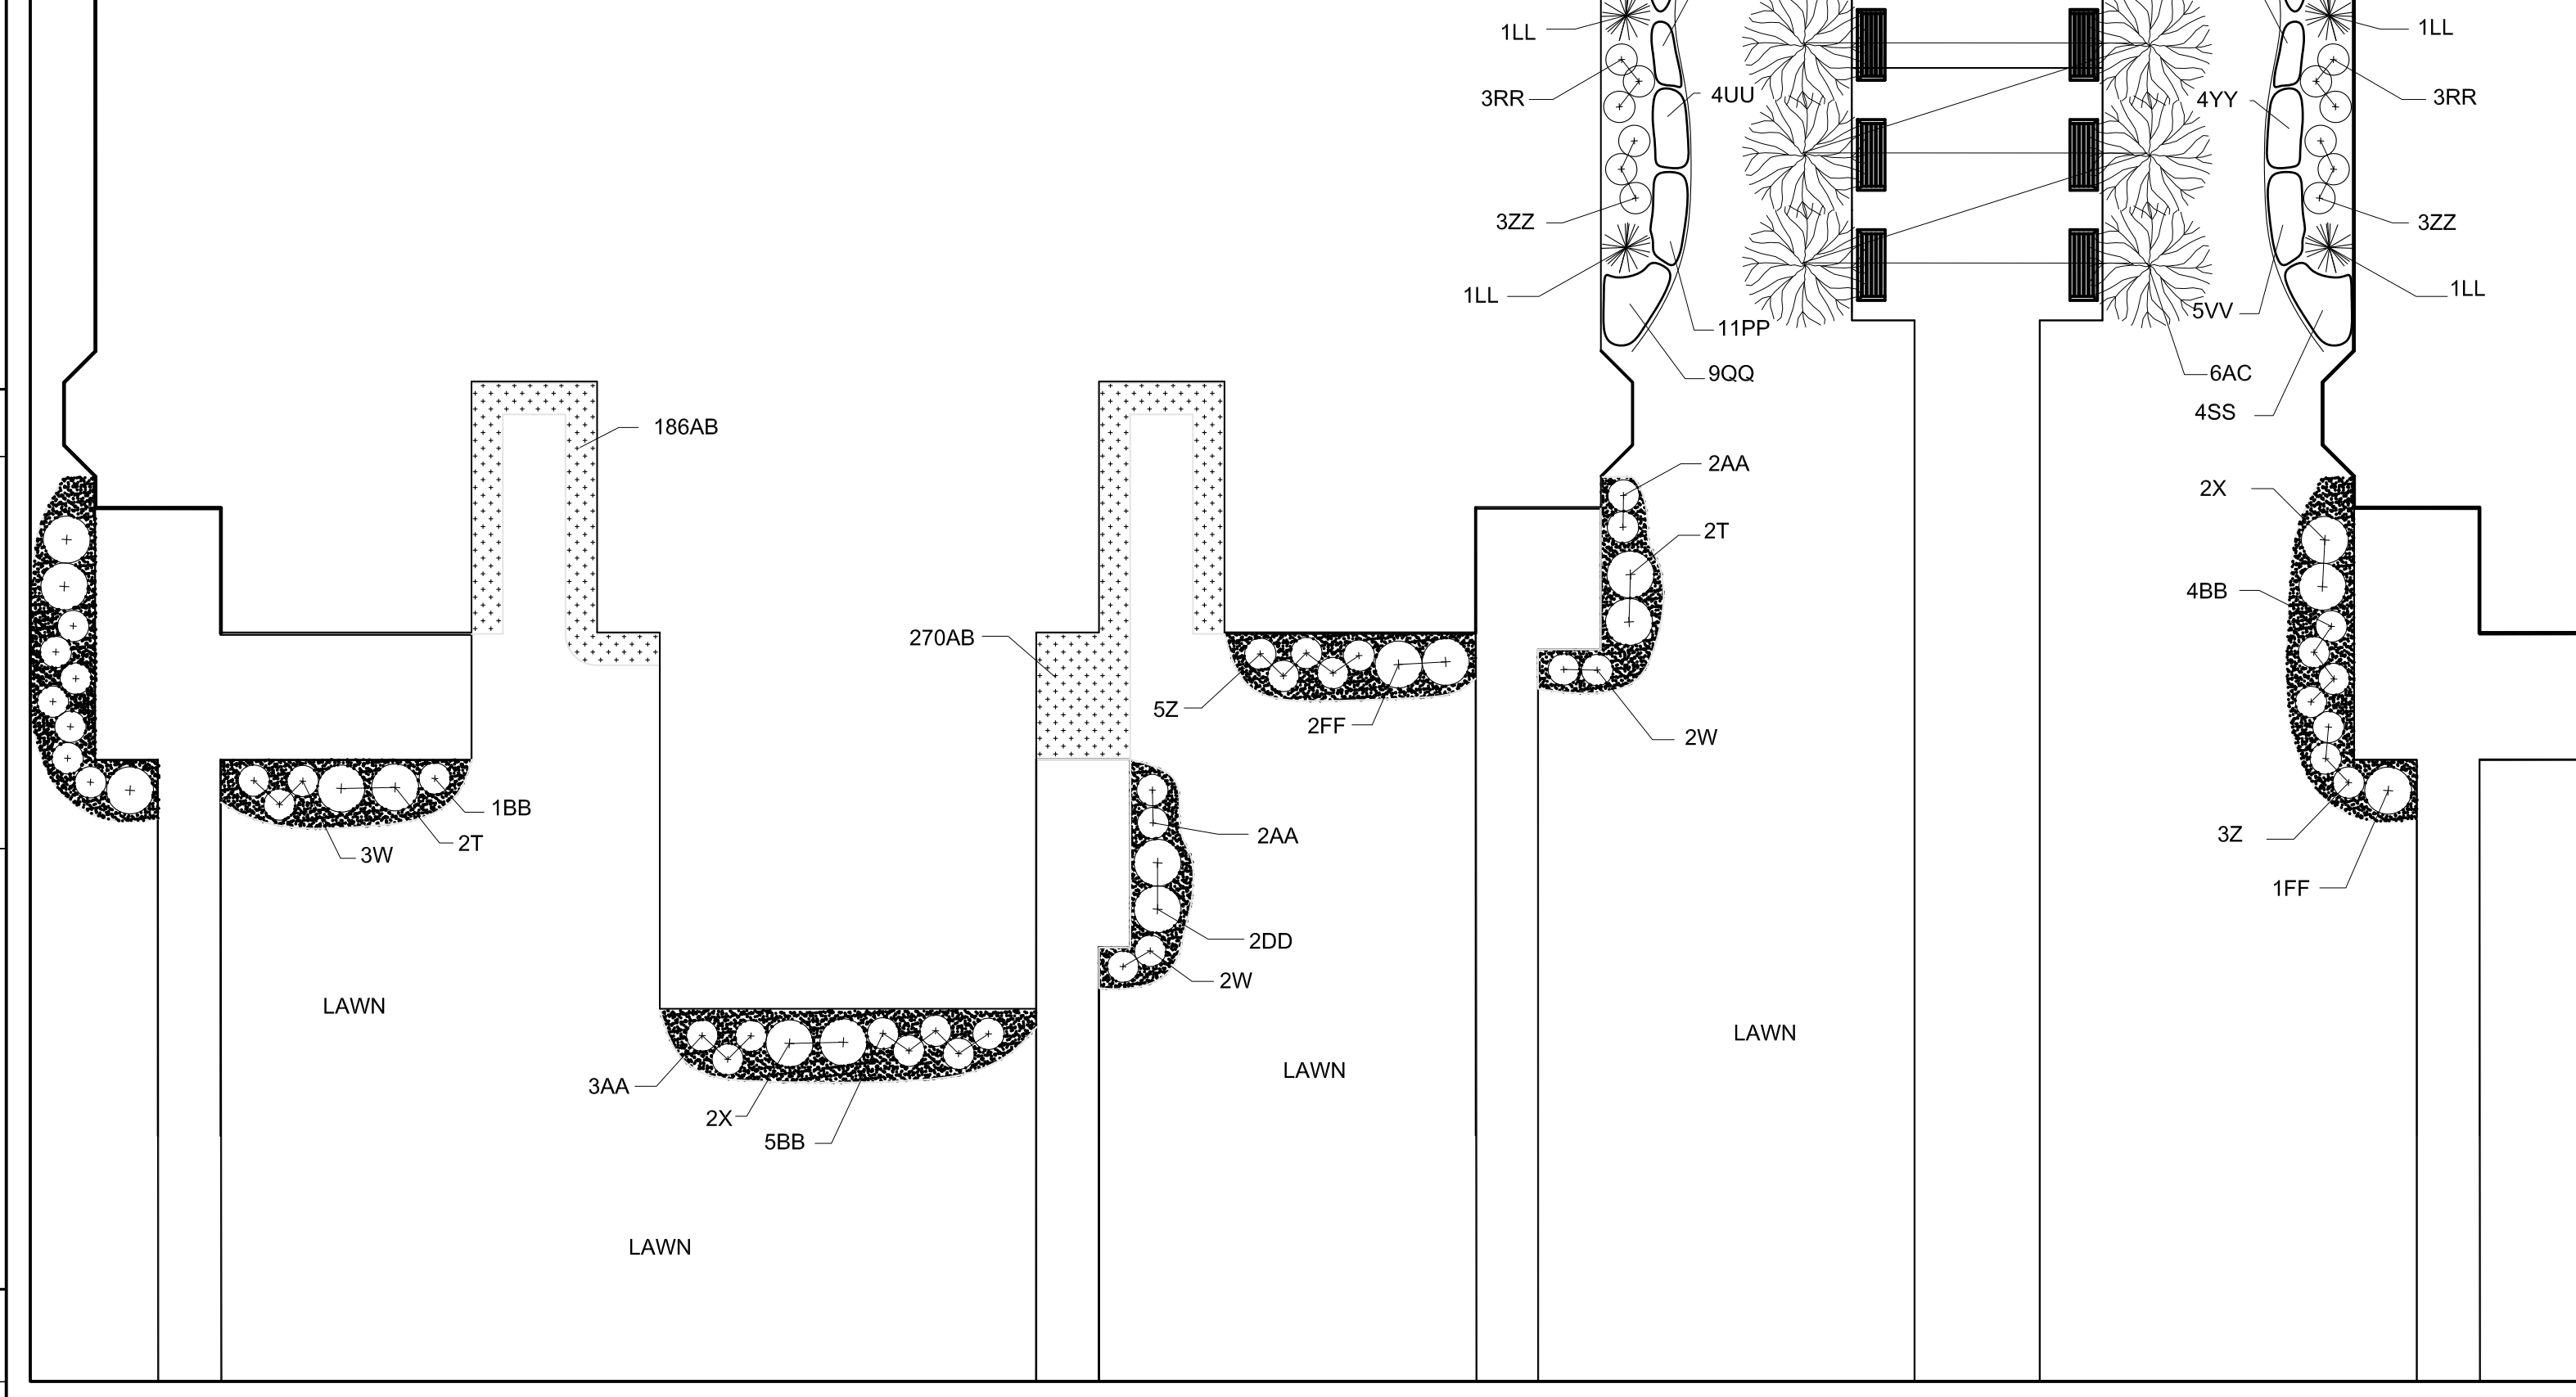 1LL
1LL
3RR
4UU
4YY
3RR
3ZZ
3ZZ
1LL
1LL
5VV
11PP
9QQ
6AC
4SS
186AB
2AA
2X
2T
4BB
270AB
5Z
2FF
2W
1BB
2T
3W
2AA
3Z
1FF
2DD
2W
LAWN
LAWN
LAWN
3AA
2X
5BB
LAWN